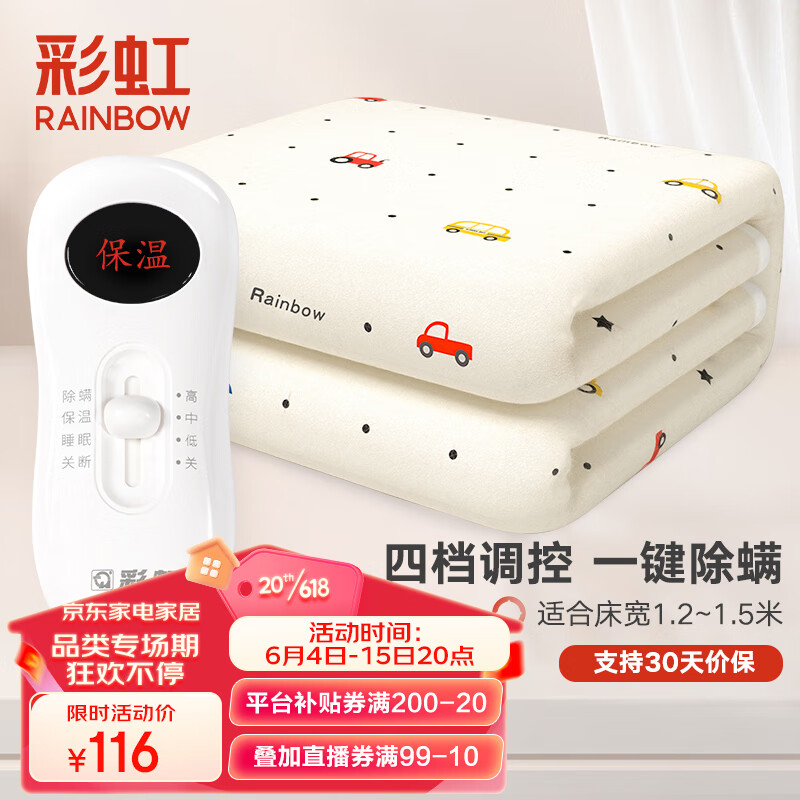 彩虹
RAINBOW
Rainbow
保温
Rainbow
除螨 高
保温 中
睡眠 低
关断 关
彩虹
四档调控 一键除螨
适合床宽1.2~1.5米
支持30天价保
20th/618
京东家电家居
品类专场期
狂欢不停
活动时间：
6月4日-15日20点
限时活动价
¥116
平台补贴券满200-20
叠加直播券满99-10